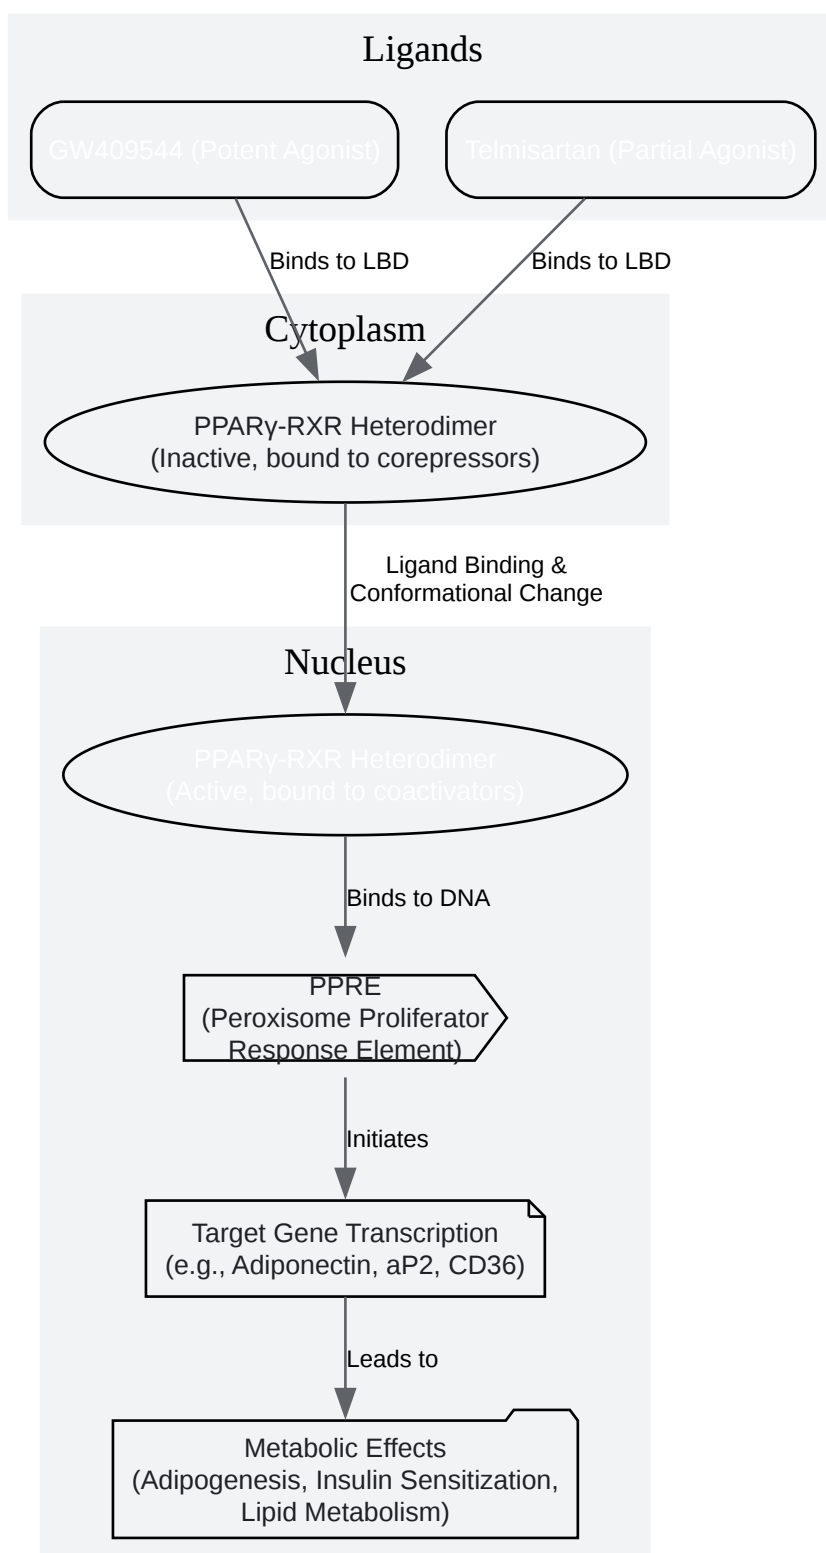 Ligands
GW409544 (Potent Agonist)
Telmisartan (Partial Agonist)
Binds to LBD
Binds to LBD
Cytoplasm
PPARγ-RXR Heterodimer
(Inactive, bound to corepressors)
Ligand Binding &
Conformational Change
Nucleus
PPARγ-RXR Heterodimer
(Active, bound to coactivators)
Binds to DNA
PPRE
(Peroxisome Proliferator
Response Element)
Initiates
Target Gene Transcription
(e.g., Adiponectin, aP2, CD36)
Leads to
Metabolic Effects
(Adipogenesis, Insulin Sensitization,
Lipid Metabolism)